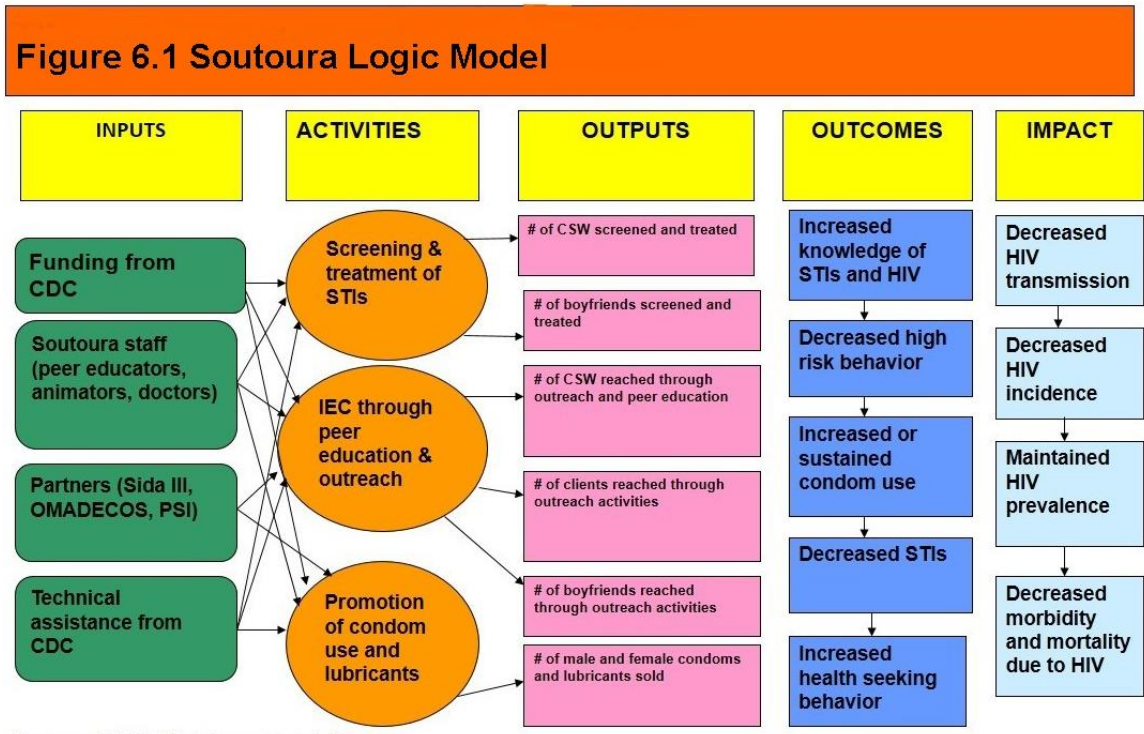 Figure 6.1 Soutoura Logic Model
INPUTS
ACTIVITIES
OUTPUTS
OUTCOMES
IMPACT
Funding from
CDC
Soutoura staff
(peer educators,
animators, doctors)
Partners (Sida III,
OMADECOS, PSI)
Technical
assistance from
CDC
Screening &
treatment of
STIs
IEC through
peer
education &
outreach
Promotion
of condom
use and
lubricants
# of CSW screened and treated
# of boyfriends screened and
treated
# of CSW reached through
outreach and peer education
# of clients reached through
outreach activities
# of boyfriends reached
through outreach activities
# of male and female condoms
and lubricants sold
Increased
knowledge of
STIs and HIV
Decreased high
risk behavior
Increased or
sustained
condom use
Decreased STIs
Increased
health seeking
behavior
Decreased
HIV
transmission
Decreased
HIV
incidence
Maintained
HIV
prevalence
Decreased
morbidity
and mortality
due to HIV